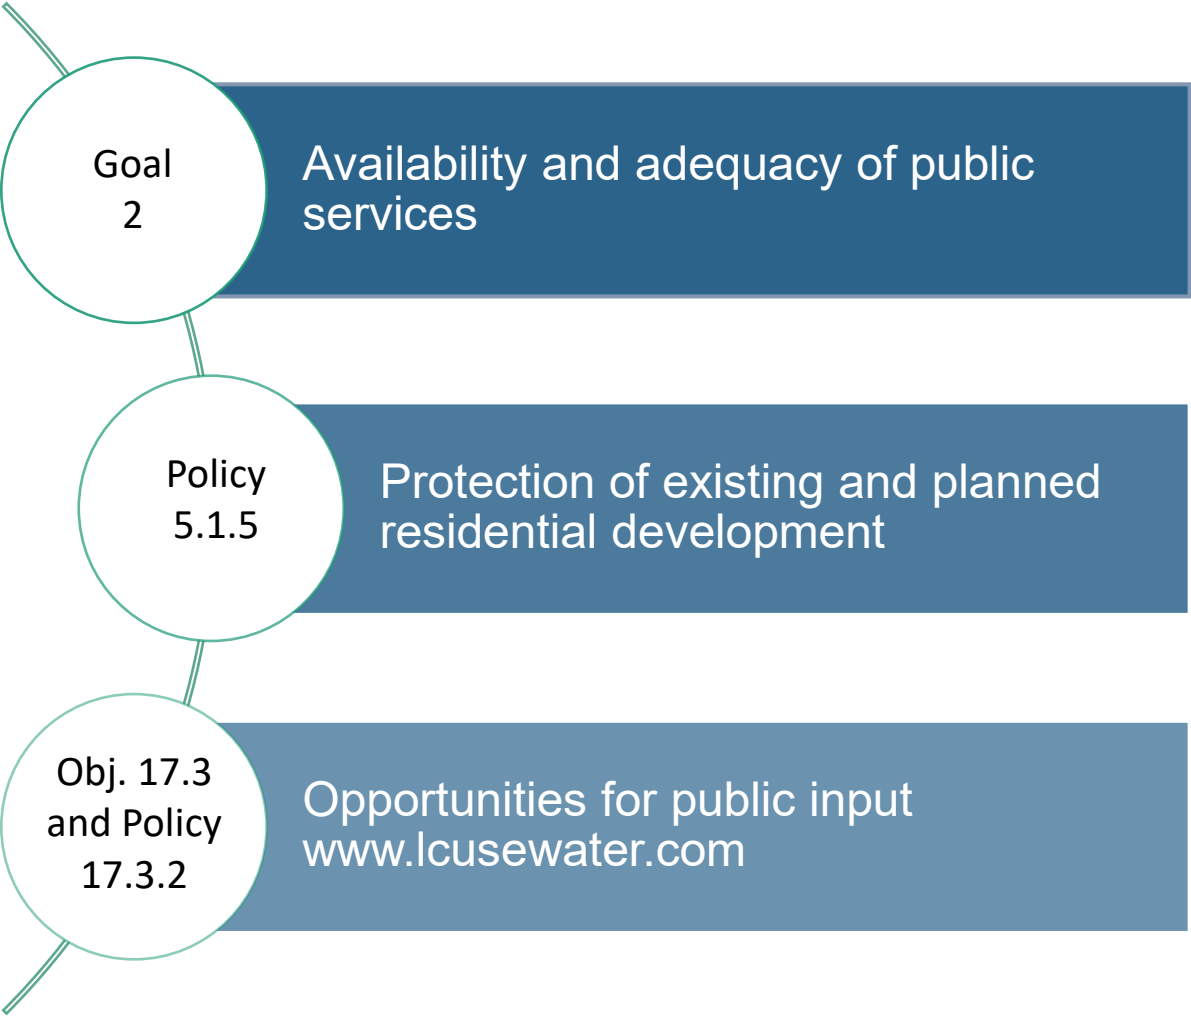 Goal
2
Availability and adequacy of public
services
Policy
5.1.5
Protection of existing and planned
residential development
Obj. 17.3
and Policy
17.3.2
Opportunities for public input
www.lcusewater.com